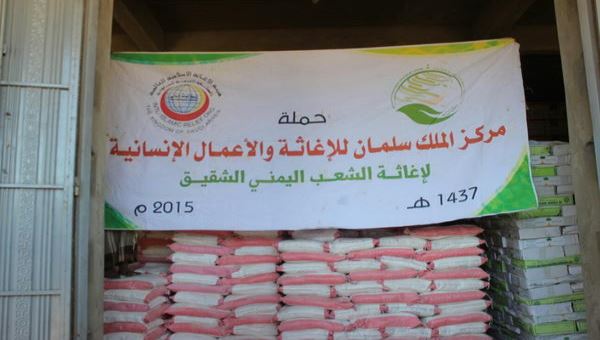 حملة
مركز الملك سلمان للإغاثة والأعمال الإنسانية
لإغاثة الشعب اليمني الشقيق
1437 هـ
2015 م